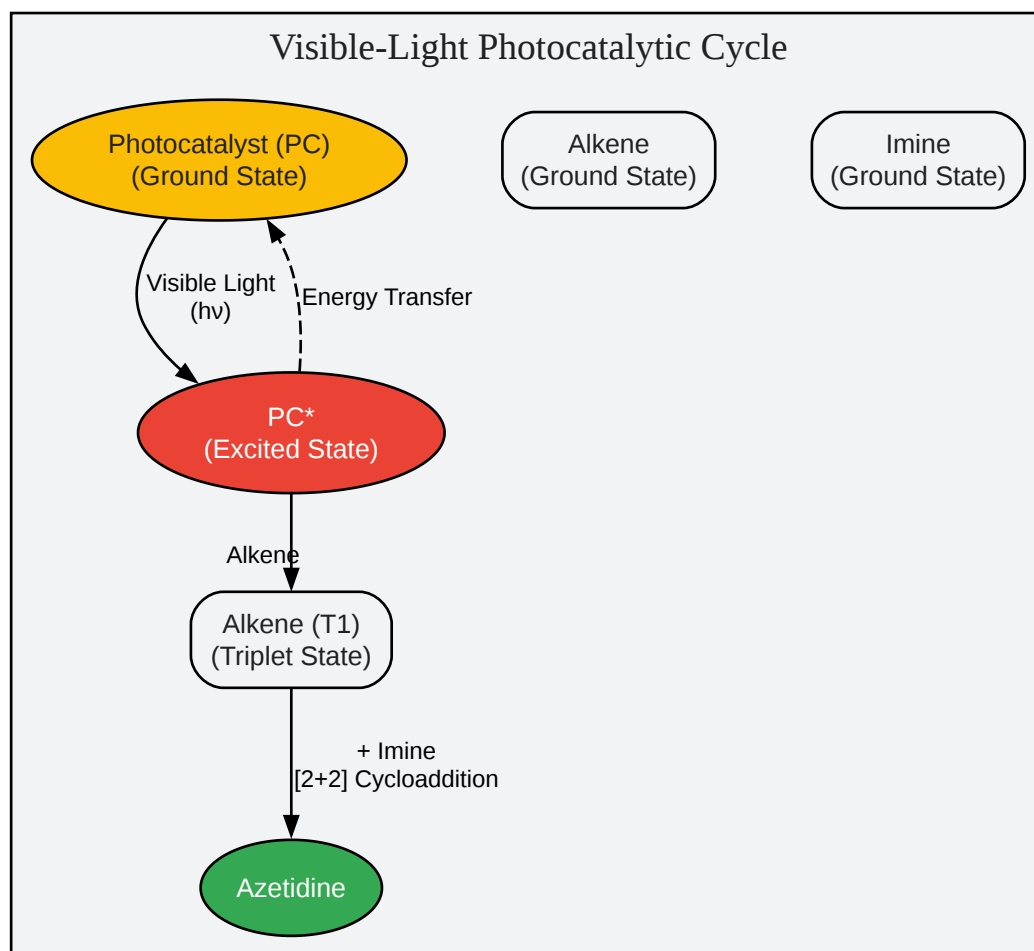 Visible-Light Photocatalytic Cycle
Photocatalyst (PC)
(Ground State)
Alkene
(Ground State)
Imine
(Ground State)
Visible Light
(hν)
Energy Transfer
PC*
(Excited State)
Alkene
Alkene (T1)
(Triplet State)
+ Imine
[2+2] Cycloaddition
Azetidine